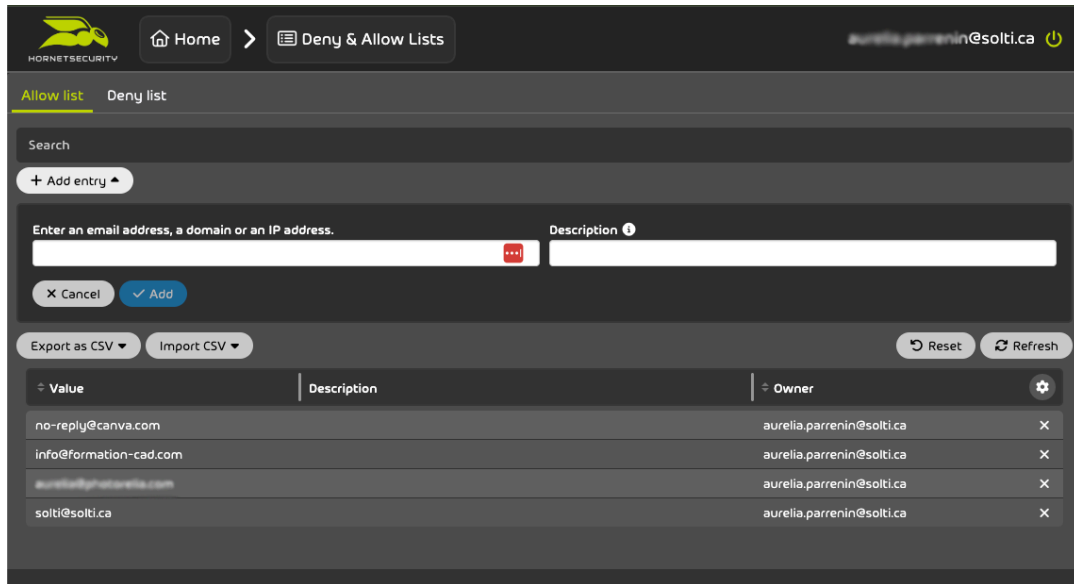 HORNETSECURITY
Home
Deny & Allow Lists
@solti.ca
Allow list
Deny list
Search
+ Add entry
Enter an email address, a domain or an IP address.
Description
Cancel
Add
Export as CSV
Import CSV
Reset
Refresh
Value
Description
Owner
no-reply@canva.com
aurelia.parrenin@solti.ca
info@formation-cad.com
aurelia.parrenin@solti.ca
aurelia.parrenin@solti.ca
solti@solti.ca
aurelia.parrenin@solti.ca